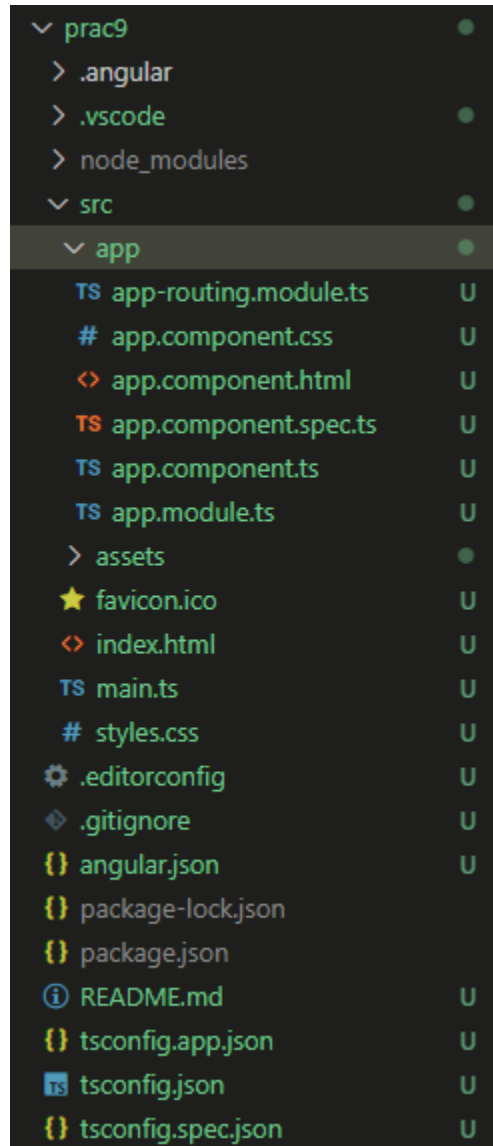 prac9
.angular
.vscode
node_modules
src
app
TS app-routing.module.ts U
# app.component.css U
<> app.component.html U
TS app.component.spec.ts U
TS app.component.ts U
TS app.module.ts U
assets
favicon.ico U
<> index.html U
TS main.ts U
# styles.css U
.editorconfig U
.gitignore U
{} angular.json U
{} package-lock.json
{} package.json
README.md U
{} tsconfig.app.json U
TS tsconfig.json U
{} tsconfig.spec.json U